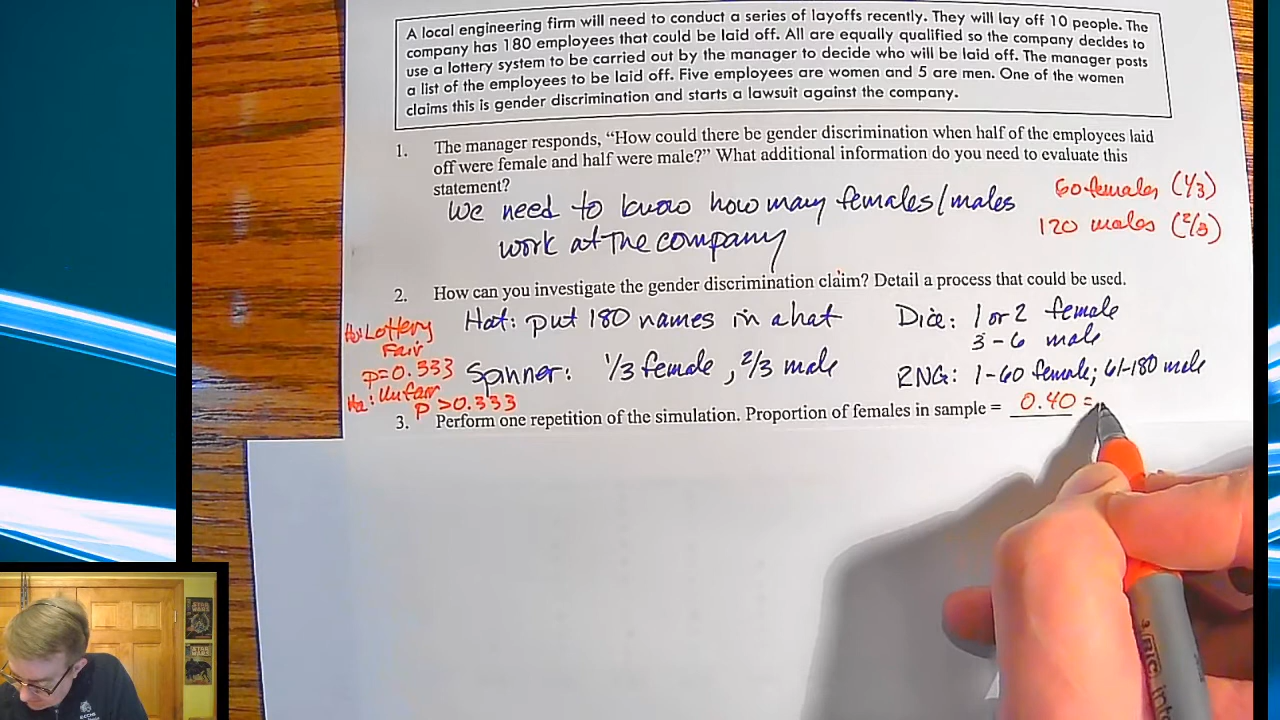 A local engineering firm will need to conduct a series of layoffs recently. They will lay off 10 people. The
company has 180 employees that could be laid off. All are equally qualified so the company decides to
use a lottery system to be carried out by the manager to decide who will be laid off. The manager posts
a list of the employees to be laid off. Five employees are women and 5 are men. One of the women
claims this is gender discrimination and starts a lawsuit against the company.
1. The manager responds, “How could there be gender discrimination when half of the employees laid
off were female and half were male?” What additional information do you need to evaluate this
statement?
We need to know how many females/males
work at the company
60 females (1/3)
120 males (2/3)
2. How can you investigate the gender discrimination claim? Detail a process that could be used.
Hat: put 180 names in a hat
Spinner: 1/3 female, 2/3 male
Dice: 1 or 2 female
3-6 male
RNG: 1-60 female; 61-180 male
Ho: Lottery
Fair
p=0.333
Ha: Unfair
p >0.333
3. Perform one repetition of the simulation. Proportion of females in sample = 0.40 =
STAR
WARS
STAR
WARS
BIC